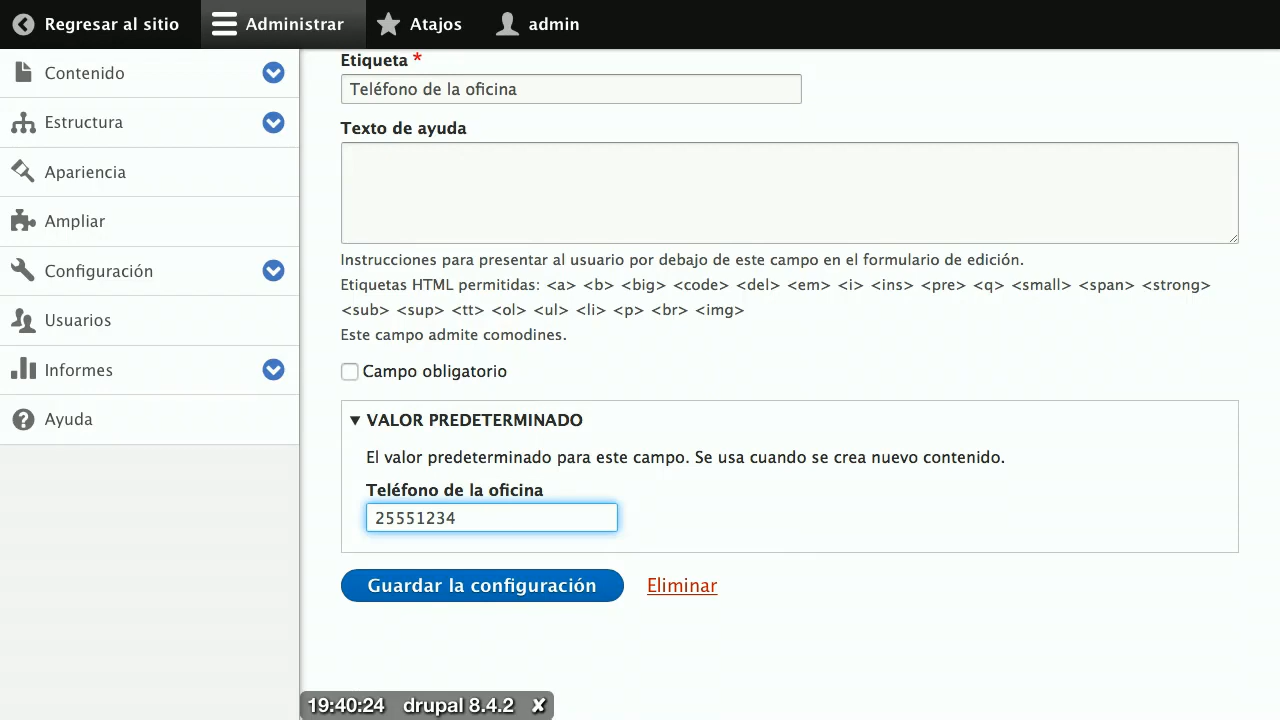 Regresar al sitio
Administrar
Atajos
admin
Contenido
Estructura
Apariencia
Ampliar
Configuración
Usuarios
Informes
Ayuda
Etiqueta *
Teléfono de la oficina
Texto de ayuda
Instrucciones para presentar al usuario por debajo de este campo en el formulario de edición.
Etiquetas HTML permitidas: <a> <b> <big> <code> <del> <em> <i> <ins> <pre> <q> <small> <span> <strong>
<sub> <sup> <tt> <ol> <ul> <li> <p> <br> <img>
Este campo admite comodines.
Campo obligatorio
▼ VALOR PREDETERMINADO
El valor predeterminado para este campo. Se usa cuando se crea nuevo contenido.
Teléfono de la oficina
25551234
Guardar la configuración
Eliminar
19:40:24 drupal 8.4.2 ✘